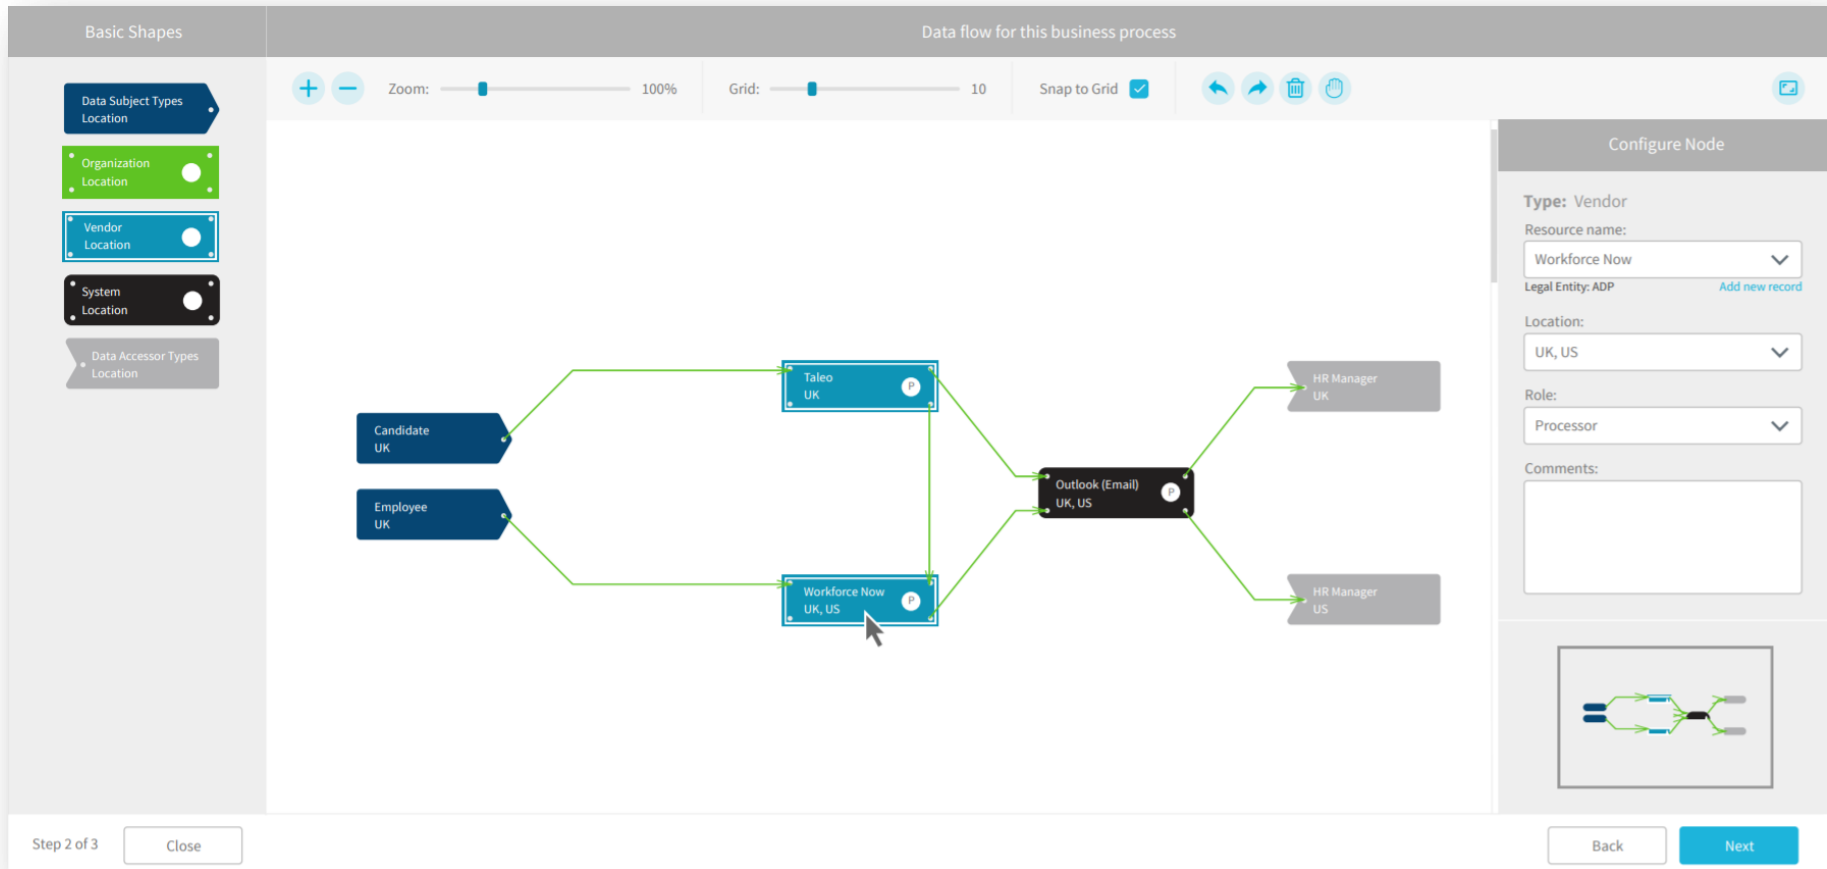 Basic Shapes
Data flow for this business process
Data Subject Types
Location
Organization
Location
Vendor
Location
System
Location
Data Accessor Types
Location
Zoom:
100%
Grid:
10
Snap to Grid
Candidate
UK
Employee
UK
Taleo
UK
P
Workforce Now
UK, US
P
Outlook (Email)
UK, US
P
HR Manager
UK
HR Manager
US
Configure Node
Type: Vendor
Resource name:
Workforce Now
Legal Entity: ADP
Add new record
Location:
UK, US
Role:
Processor
Comments:
Step 2 of 3
Close
Back
Next